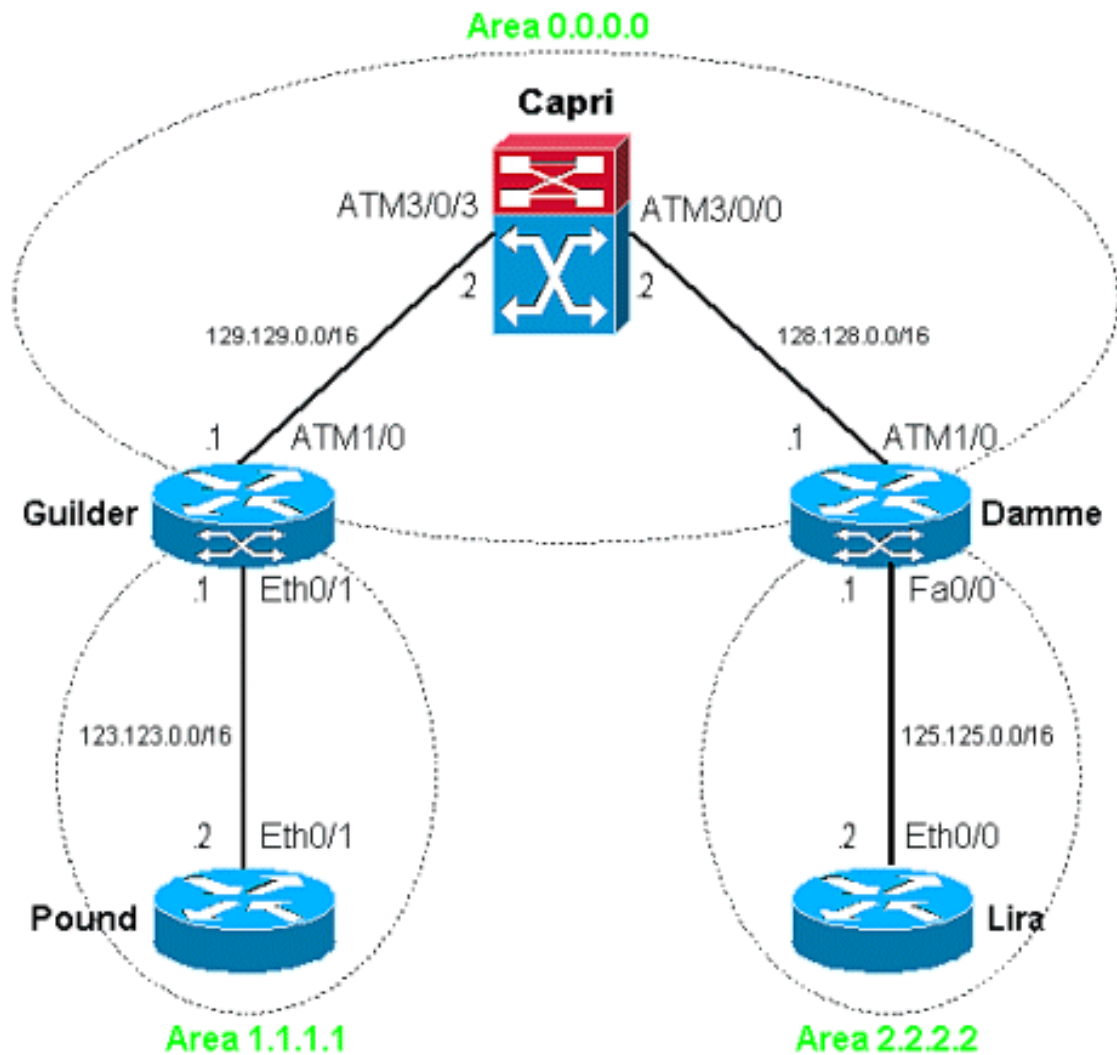 Area 0.0.0.0
Capri
ATM3/0/3
ATM3/0/0
.2
.2
129.129.0.0/16
128.128.0.0/16
.1
ATM1/0
.1
ATM1/0
Guilder
Damme
.1
Eth0/1
.1
Fa0/0
123.123.0.0/16
125.125.0.0/16
.2
Eth0/1
.2
Eth0/0
Pound
Lira
Area 1.1.1.1
Area 2.2.2.2